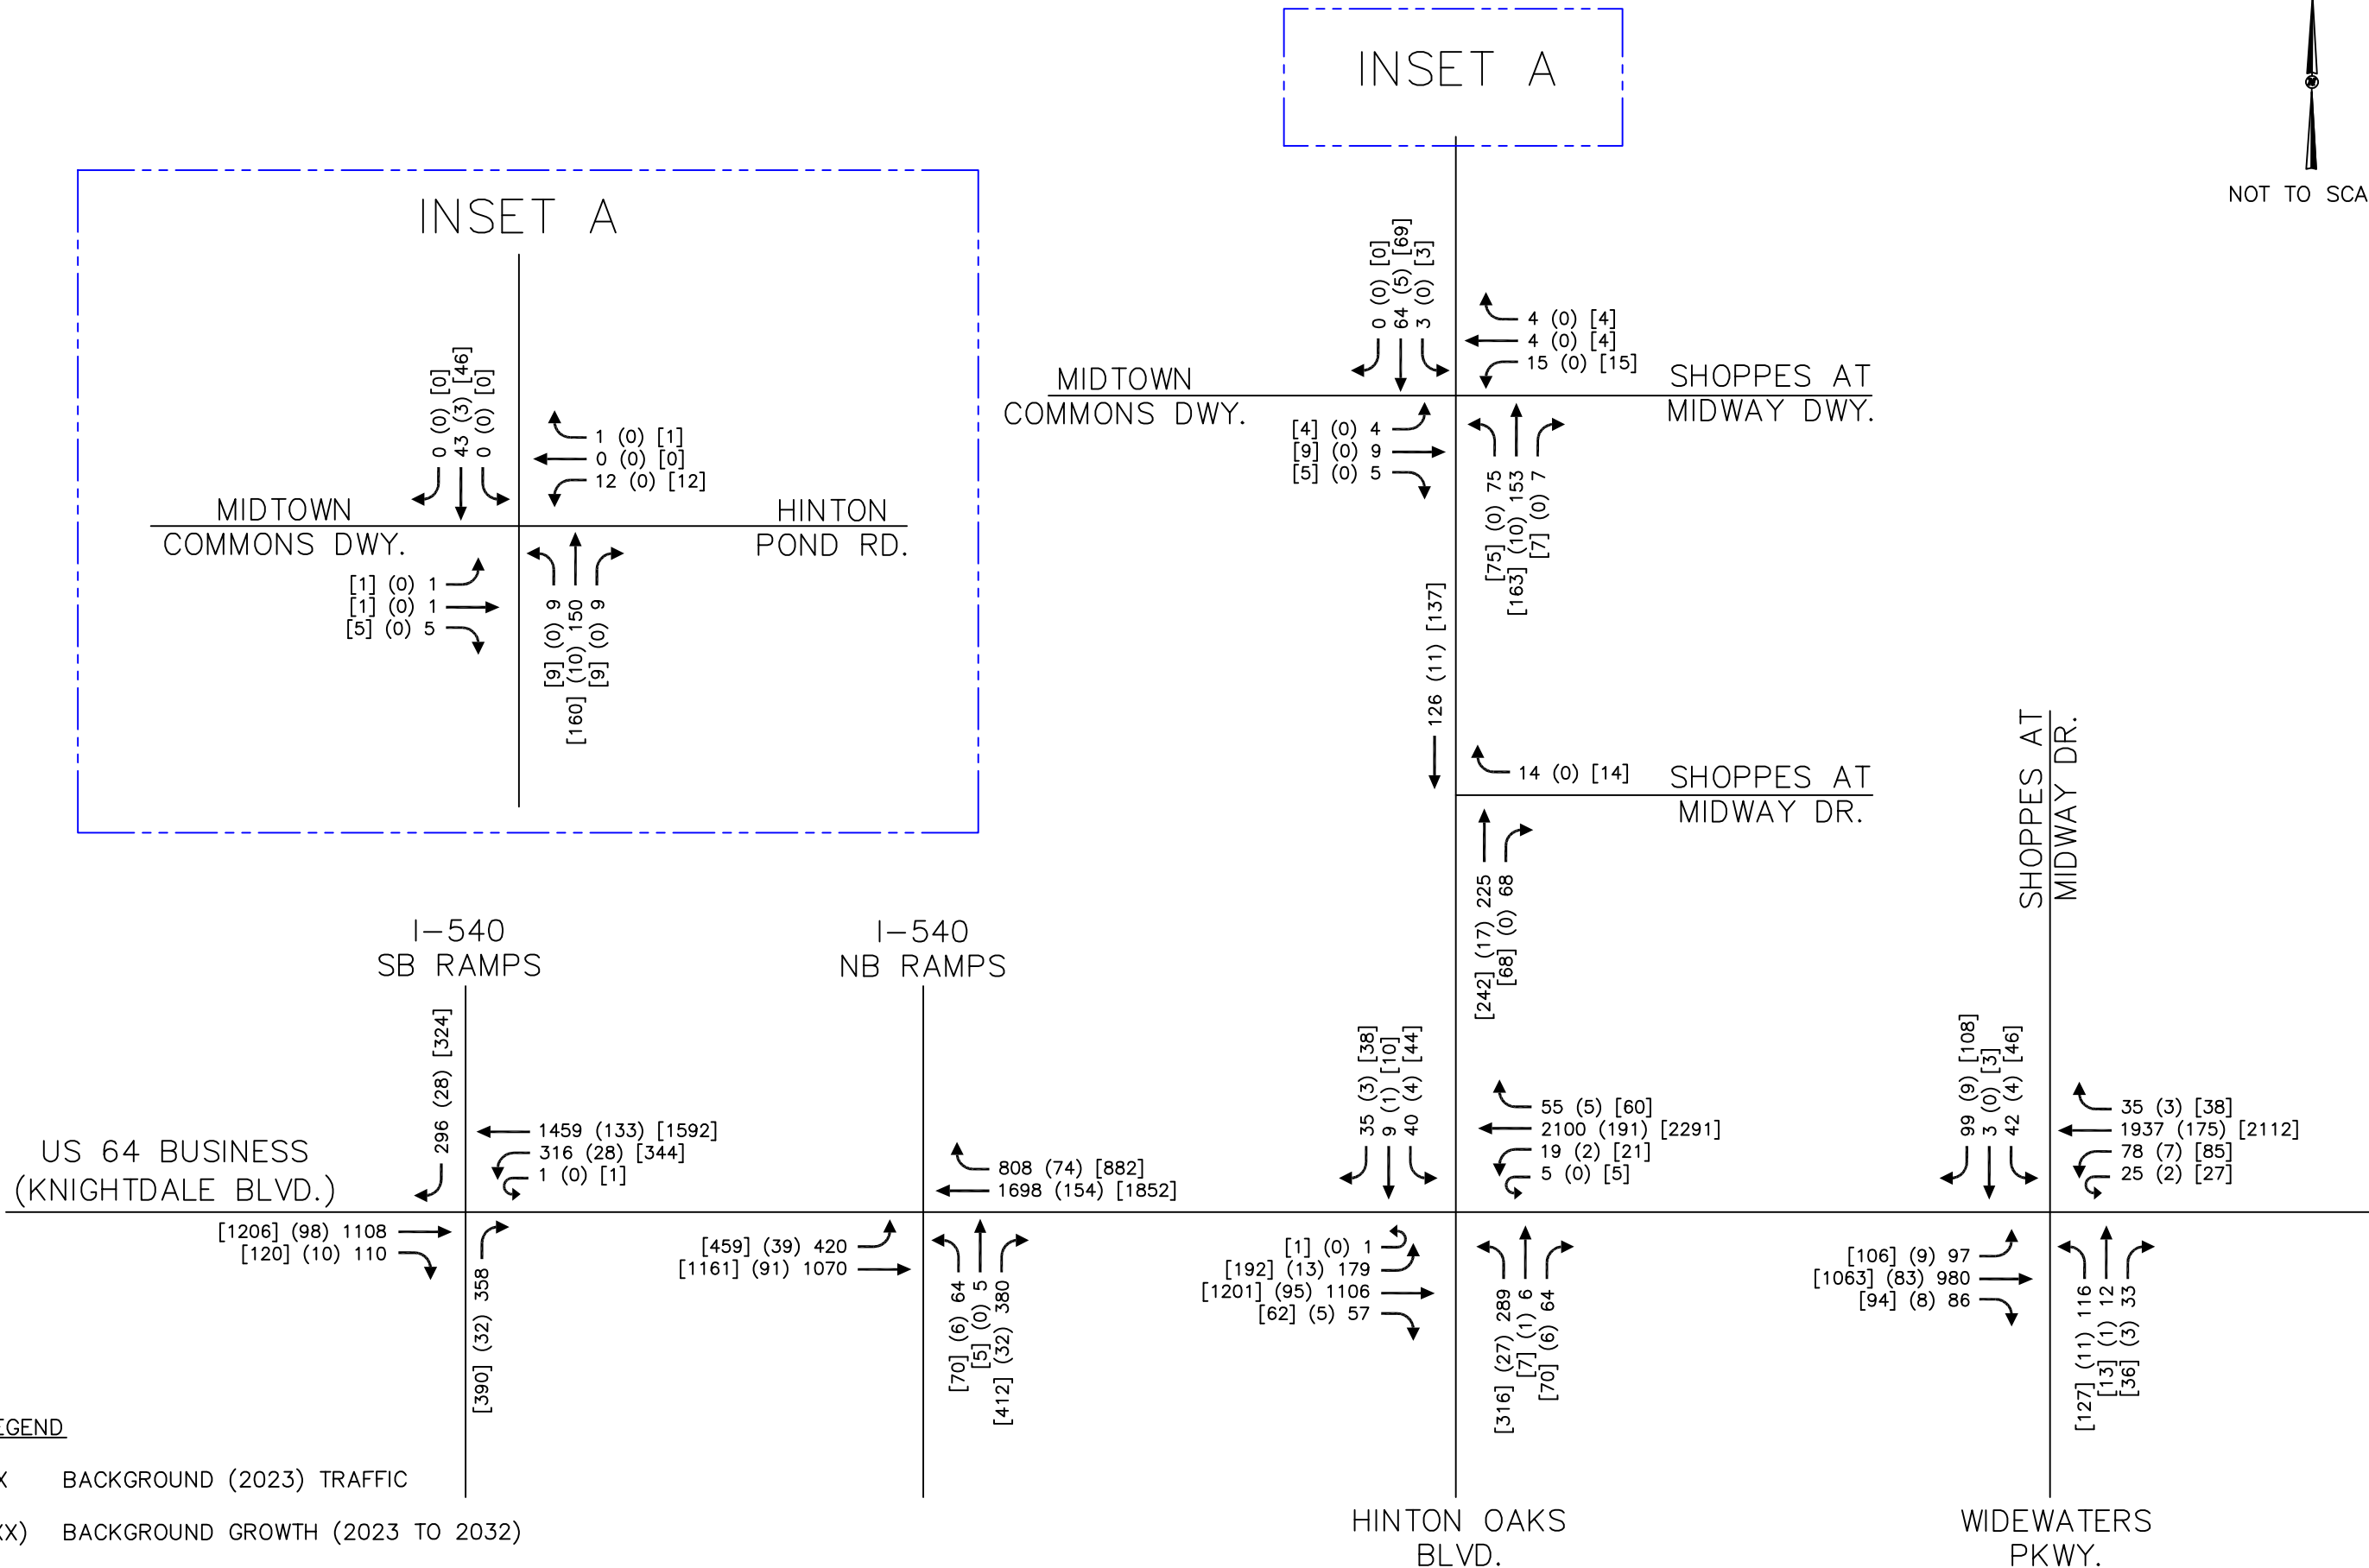 INSET A
NOT TO SCA
INSET A
0 (0) [0]
43 (3) [46]
0 (0) [0]
1 (0) [1]
0 (0) [0]
12 (0) [12]
MIDTOWN
COMMONS DWY.
HINTON
POND RD.
[1] (0) 1
[1] (0) 1
[5] (0) 5
[9] (0) 9
[160] (10) 150
[9] (0) 9
0 (0) [0]
64 (5) [69]
3 (0) [3]
4 (0) [4]
4 (0) [4]
15 (0) [15]
MIDTOWN
COMMONS DWY.
SHOPPES AT
MIDWAY DWY.
[4] (0) 4
[9] (0) 9
[5] (0) 5
[75] (0) 75
[163] (10) 153
[7] (0) 7
126 (11) [137]
14 (0) [14]
SHOPPES AT
MIDWAY DR.
[242] (17) 225
[68] (0) 68
SHOPPES AT
MIDWAY DR.
I-540
SB RAMPS
I-540
NB RAMPS
US 64 BUSINESS
(KNIGHTDALE BLVD.)
296 (28) [324]
1459 (133) [1592]
316 (28) [344]
1 (0) [1]
[1206] (98) 1108
[120] (10) 110
[390] (32) 358
808 (74) [882]
1698 (154) [1852]
[459] (39) 420
[1161] (91) 1070
[70] (6) 64
[5] (0) 5
[412] (32) 380
35 (3) [38]
9 (1) [10]
40 (4) [44]
55 (5) [60]
2100 (191) [2291]
19 (2) [21]
5 (0) [5]
[1] (0) 1
[192] (13) 179
[1201] (95) 1106
[62] (5) 57
[316] (27) 289
[7] (1) 6
[70] (6) 64
99 (9) [108]
3 (0) [3]
42 (4) [46]
35 (3) [38]
1937 (175) [2112]
78 (7) [85]
25 (2) [27]
[106] (9) 97
[1063] (83) 980
[94] (8) 86
[127] (11) 116
[13] (1) 12
[36] (3) 33
HINTON OAKS
BLVD.
WIDEWATERS
PKWY.
EGEND
X BACKGROUND (2023) TRAFFIC
XX) BACKGROUND GROWTH (2023 TO 2032)